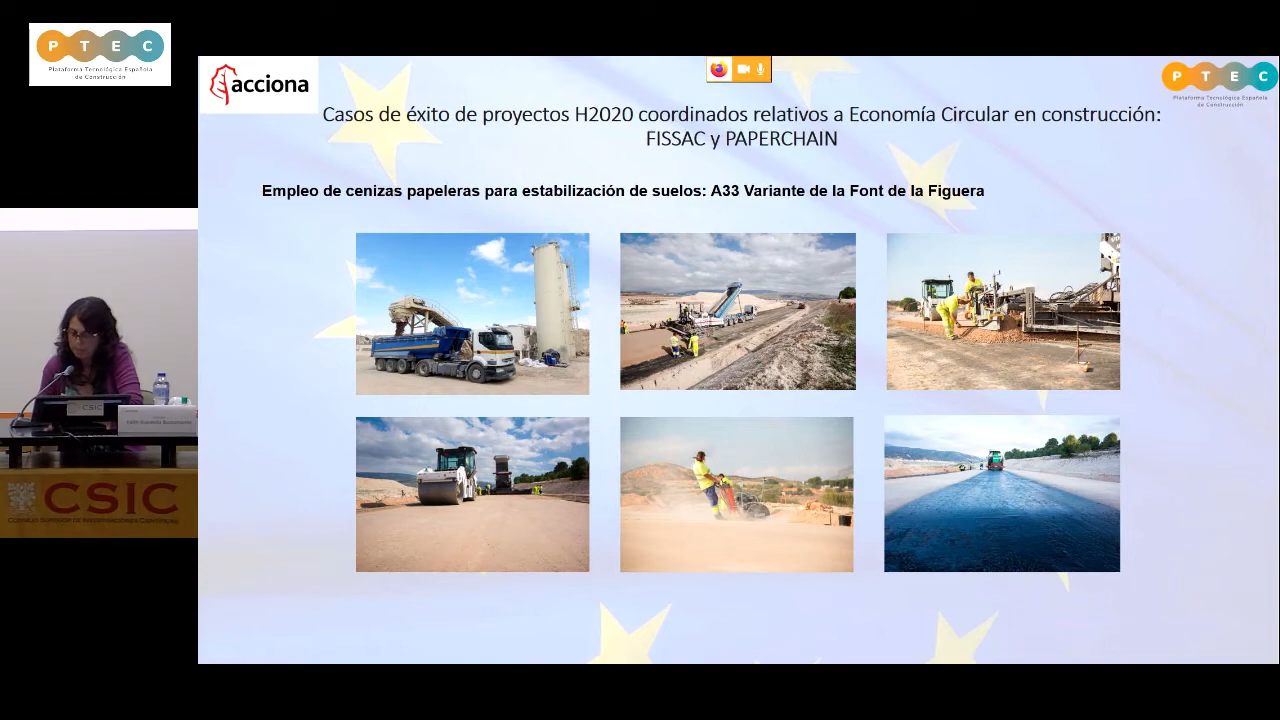 P T E C
Plataforma Tecnológica Española
de Construcción
acciona
P T E C
Plataforma Tecnológica Española
de Construcción
Casos de éxito de proyectos H2020 coordinados relativos a Economía Circular en construcción:
FISSAC y PAPERCHAIN
Empleo de cenizas papeleras para estabilización de suelos: A33 Variante de la Font de la Figuera
CSIC
CSIC
CONSEJO SUPERIOR DE INVESTIGACIONES CIENTÍFICAS